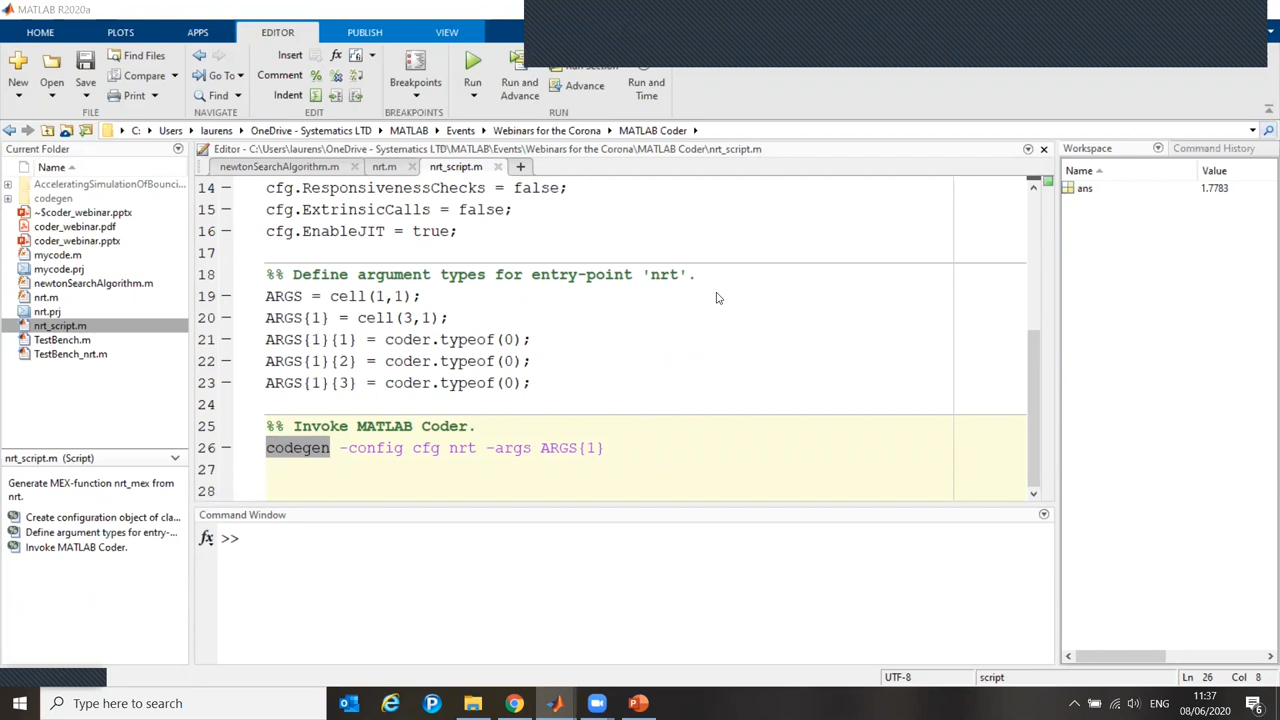 MATLAB R2020a
HOME
PLOTS
APPS
EDITOR
PUBLISH
VIEW
New
Open
Save
Find Files
Compare
Print
FILE
Go To
Find
NAVIGATE
Insert
Comment
Indent
EDIT
Breakpoints
BREAKPOINTS
Run
Run and
Advance
Run Section
Advance
Run and
Time
RUN
C: Users laurens OneDrive - Systematics LTD MATLAB Events Webinars for the Corona MATLAB Coder
Current Folder
Name
AcceleratingSimulationOfBounci...
codegen
~$coder_webinar.pptx
coder_webinar.pdf
coder_webinar.pptx
mycode.m
mycode.prj
newtonSearchAlgorithm.m
nrt.m
nrt.prj
nrt_script.m
TestBench.m
TestBench_nrt.m
nrt_script.m (Script)
Generate MEX-function nrt_mex from
nrt.
Create configuration object of cla...
Define argument types for entry-...
Invoke MATLAB Coder.
Editor - C:\Users\laurens\OneDrive - Systematics LTD\MATLAB\Events\Webinars for the Corona\MATLAB Coder\nrt_script.m
newtonSearchAlgorithm.m
nrt.m
nrt_script.m
14 cfg.ResponsivenessChecks = false;
15 cfg.ExtrinsicCalls = false;
16 cfg.EnableJIT = true;
17
18 %% Define argument types for entry-point 'nrt'.
19 ARGS = cell(1,1);
20 ARGS{1} = cell(3,1);
21 ARGS{1}{1} = coder.typeof(0);
22 ARGS{1}{2} = coder.typeof(0);
23 ARGS{1}{3} = coder.typeof(0);
24
25 %% Invoke MATLAB Coder.
26 codegen -config cfg nrt -args ARGS{1}
27
28
Command Window
fx >>
Workspace
Command History
Name Value
ans 1.7783
UTF-8
script
Ln 26 Col 8
Type here to search
ENG
11:37
08/06/2020
6